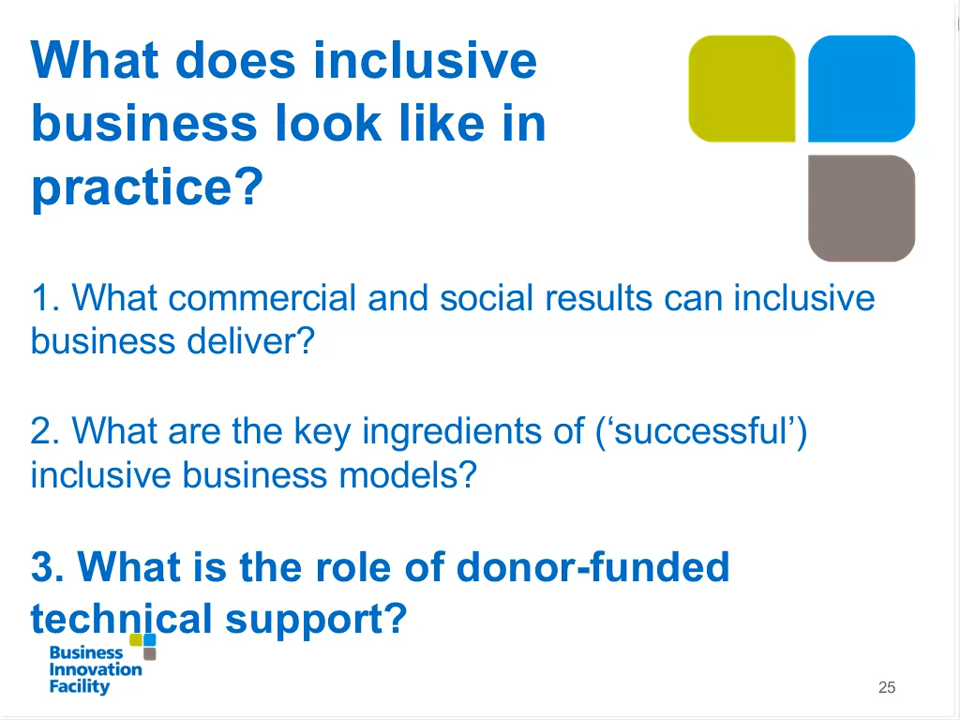 What does inclusive
business look like in
practice?
1. What commercial and social results can inclusive
business deliver?
2. What are the key ingredients of (‘successful’)
inclusive business models?
3. What is the role of donor-funded
technical support?
Business
Innovation
Facility
25